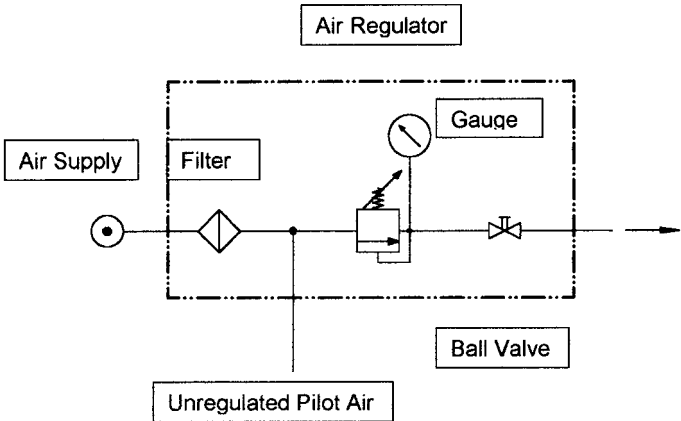 Air Regulator
Gauge
Air Supply
Filter
Ball Valve
Unregulated Pilot Air